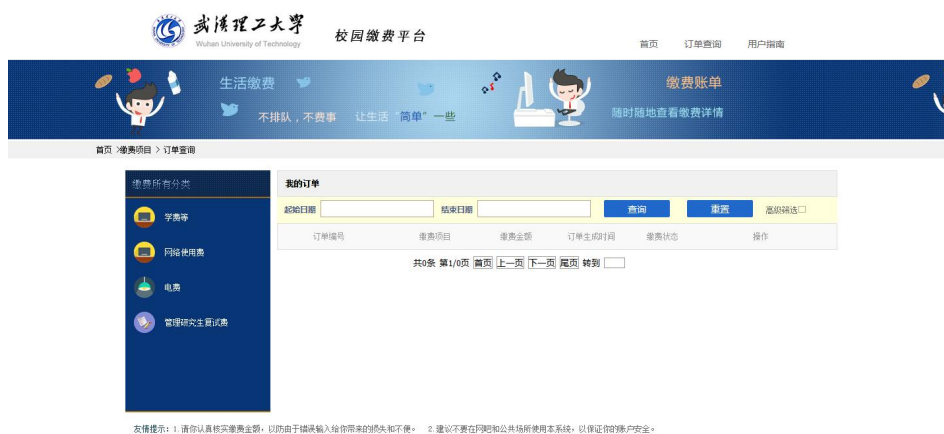 武汉理工大学
Wuhan University of Technology
校园缴费平台
首页 订单查询 用户指南
生活缴费
不排队，不费事 让生活“简单”一些
缴费账单
随时随地查看缴费详情
首页 >缴费项目 > 订单查询
缴费所有分类
学费等
网络使用费
电费
管理研究生复试费
我的订单
起始日期 结束日期 查询 重置 高级筛选
订单编号 缴费项目 缴费金额 订单生成时间 缴费状态 操作
共0条 第1/0页 首页 上一页 下一页 尾页 转到
友情提示：1.请你认真核实缴费金额，以防由于错误输入给你带来的损失和不便。 2.建议不要在网吧和公共场所使用本系统，以保证你的账户安全。